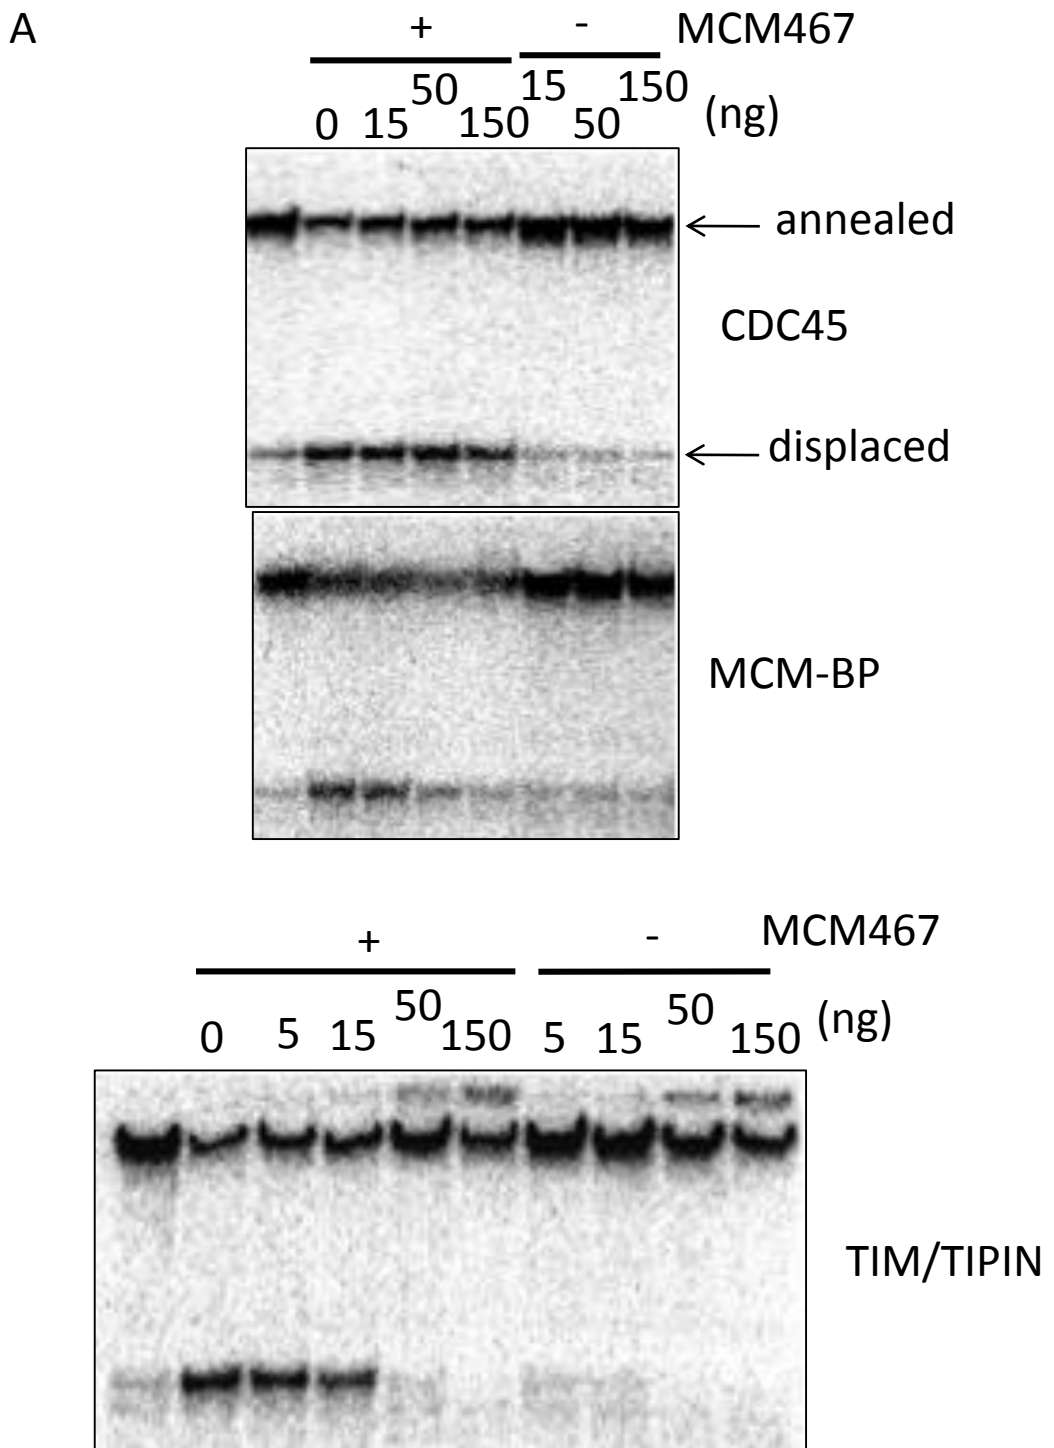 A
+ - MCM467
0 15 50 150 15 50 150 (ng)
annealed
CDC45
displaced
MCM-BP
+ - MCM467
0 5 15 50 150 5 15 50 150 (ng)
TIM/TIPIN